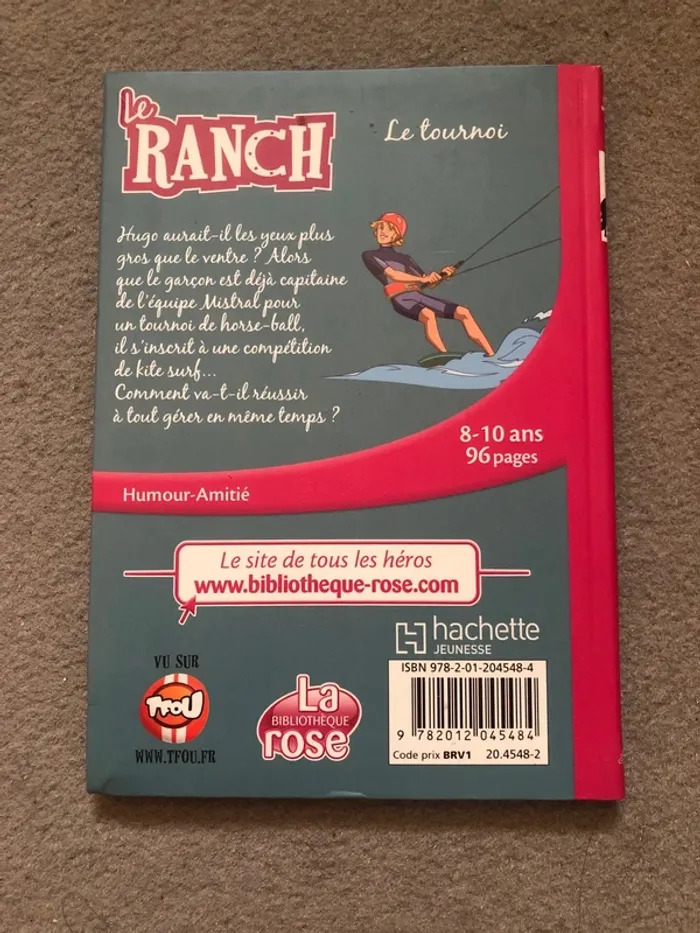 Le
RANCH
Le tournoi
Hugo aurait-il les yeux plus
gros que le ventre ? Alors
que le garçon est déjà capitaine
de l'équipe Mistral pour
un tournoi de horse-ball,
il s'inscrit à une compétition
de kite surf...
Comment va-t-il réussir
à tout gérer en même temps ?
8-10 ans
96 pages
Humour-Amitié
Le site de tous les héros
www.bibliotheque-rose.com
hachette
JEUNESSE
ISBN 978-2-01-204548-4
9 782012 045484
Code prix BRV1 20.4548-2
VU SUR
TFOU
WWW.TFOU.FR
La
BIBLIOTHÈQUE
rose